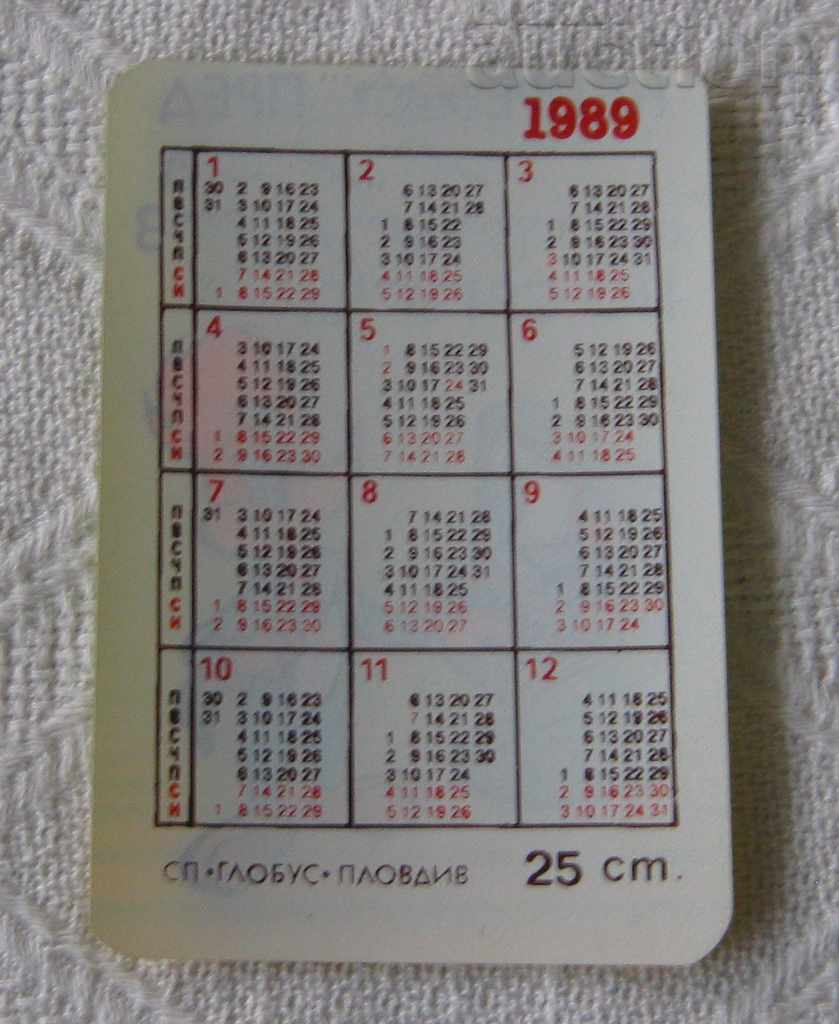 auction
1989
1 2 3
П 30 2 9 16 23 6 13 20 27 6 13 20 27
В 31 3 10 17 24 7 14 21 28 7 14 21 28
С 4 11 18 25 1 8 15 22 1 8 15 22 29
Ч 5 12 19 26 2 9 16 23 2 9 16 23 30
П 6 13 20 27 3 10 17 24 3 10 17 24 31
С 7 14 21 28 4 11 18 25 4 11 18 25
Н 1 8 15 22 29 5 12 19 26 5 12 19 26
4 5 6
П 3 10 17 24 1 8 15 22 29 5 12 19 26
В 4 11 18 25 2 9 16 23 30 6 13 20 27
С 5 12 19 26 3 10 17 24 31 7 14 21 28
Ч 6 13 20 27 4 11 18 25 1 8 15 22 29
П 7 14 21 28 5 12 19 26 2 9 16 23 30
С 1 8 15 22 29 6 13 20 27 3 10 17 24
Н 2 9 16 23 30 7 14 21 28 4 11 18 25
7 8 9
П 31 3 10 17 24 7 14 21 28 4 11 18 25
В 4 11 18 25 1 8 15 22 29 5 12 19 26
С 5 12 19 26 2 9 16 23 30 6 13 20 27
Ч 6 13 20 27 3 10 17 24 31 7 14 21 28
П 7 14 21 28 4 11 18 25 1 8 15 22 29
С 1 8 15 22 29 5 12 19 26 2 9 16 23 30
Н 2 9 16 23 30 6 13 20 27 3 10 17 24
10 11 12
П 30 2 9 16 23 6 13 20 27 4 11 18 25
В 31 3 10 17 24 7 14 21 28 5 12 19 26
С 4 11 18 25 1 8 15 22 29 6 13 20 27
Ч 5 12 19 26 2 9 16 23 30 7 14 21 28
П 6 13 20 27 3 10 17 24 1 8 15 22 29
С 7 14 21 28 4 11 18 25 2 9 16 23 30
Н 1 8 15 22 29 5 12 19 26 3 10 17 24 31
СП•ГЛОБУС•ПЛОВДИВ 25 ст.